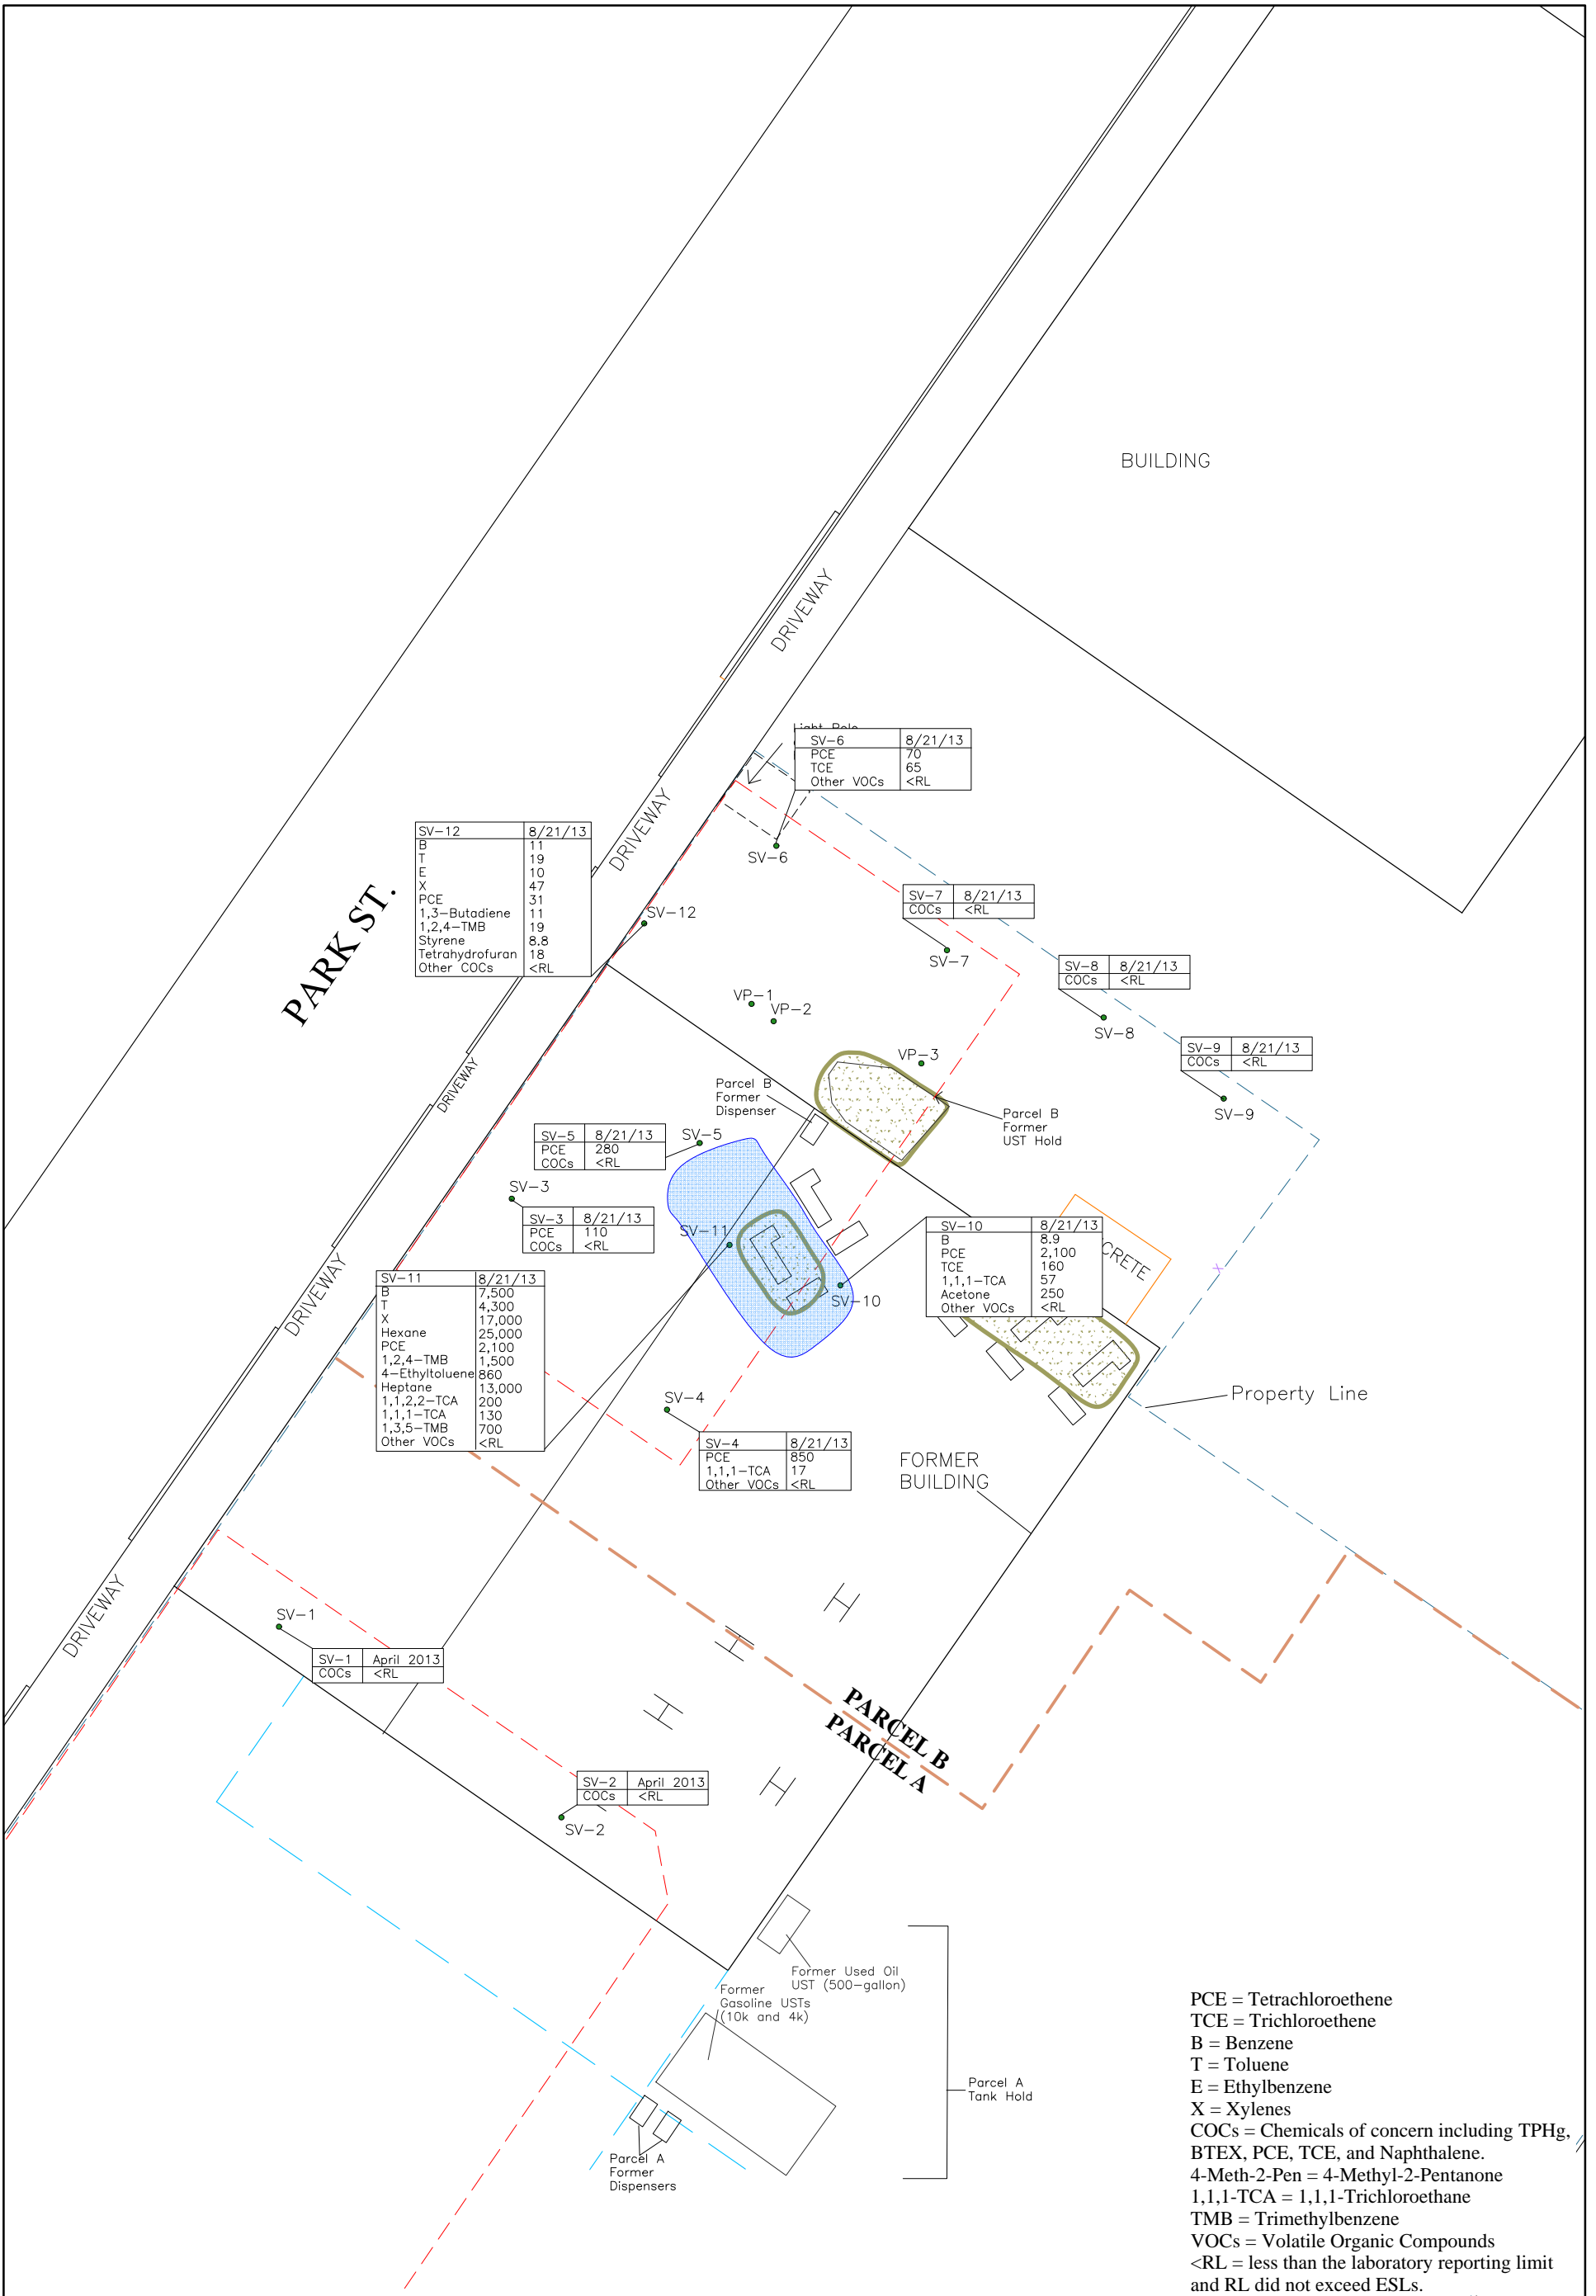 BUILDING
DRIVEWAY
Light Pole
SV-6 8/21/13
PCE 70
TCE 65
Other VOCs <RL
SV-6
DRIVEWAY
SV-12 8/21/13
B 11
T 19
E 10
X 47
PCE 31
1,3-Butadiene 11
1,2,4-TMB 19
Styrene 8.8
Tetrahydrofuran 18
Other COCs <RL
SV-12
PARK ST.
SV-7 8/21/13
COCs <RL
SV-7
SV-8 8/21/13
COCs <RL
SV-8
SV-9 8/21/13
COCs <RL
SV-9
VP-1
VP-2
VP-3
DRIVEWAY
Parcel B
Former
Dispenser
Parcel B
Former
UST Hold
SV-5 8/21/13
PCE 280
COCs <RL
SV-5
SV-3
SV-3 8/21/13
PCE 110
COCs <RL
SV-11
SV-10 8/21/13
B 8.9
PCE 2,100
TCE 160
1,1,1-TCA 57
Acetone 250
Other VOCs <RL
CRETE
SV-10
DRIVEWAY
SV-11 8/21/13
B 7,500
T 4,300
X 17,000
Hexane 25,000
PCE 2,100
1,2,4-TMB 1,500
4-Ethyltoluene 860
Heptane 13,000
1,1,2,2-TCA 200
1,1,1-TCA 130
1,3,5-TMB 700
Other VOCs <RL
SV-4
SV-4 8/21/13
PCE 850
1,1,1-TCA 17
Other VOCs <RL
Property Line
FORMER
BUILDING
DRIVEWAY
SV-1
SV-1 April 2013
COCs <RL
PARCEL B
PARCEL A
SV-2 April 2013
COCs <RL
SV-2
Former Used Oil
UST (500-gallon)
Former
Gasoline USTs
(10k and 4k)
Parcel A
Tank Hold
Parcel A
Former
Dispensers
PCE = Tetrachloroethene
TCE = Trichloroethene
B = Benzene
T = Toluene
E = Ethylbenzene
X = Xylenes
COCs = Chemicals of concern including TPHg,
BTEX, PCE, TCE, and Naphthalene.
4-Meth-2-Pen = 4-Methyl-2-Pentanone
1,1,1-TCA = 1,1,1-Trichloroethane
TMB = Trimethylbenzene
VOCs = Volatile Organic Compounds
<RL = less than the laboratory reporting limit
and RL did not exceed ESLs.